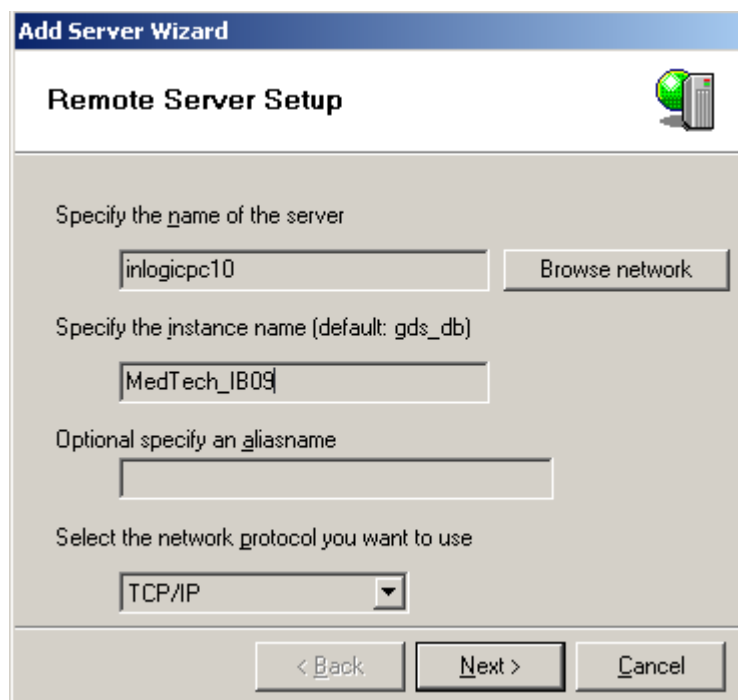 Add Server Wizard
Remote Server Setup
Specify the name of the server
inlogicpc10
Browse network
Specify the instance name (default: gds_db)
MedTech_IB09
Optional specify an aliasname
Select the network protocol you want to use
TCP/IP
< Back
Next >
Cancel